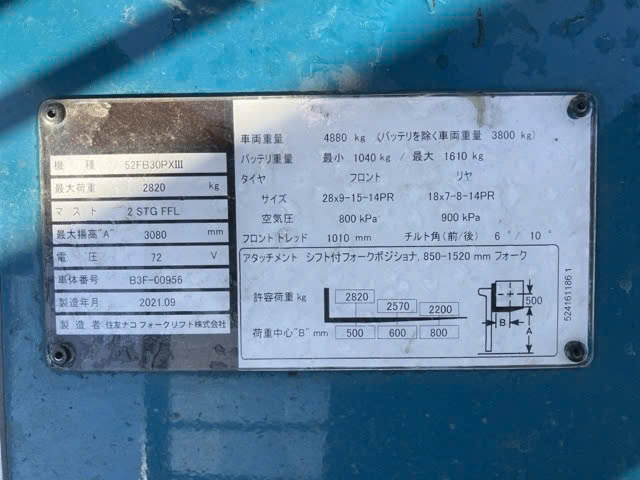 機 種 52FB30PXⅢ
最大荷重 2820 kg
マスト 2 STG FFL
最大揚高"A" 3080 mm
電 圧 72 V
車体番号 B3F-00956
製造年月 2021.09
製造者 住友ナコ フォークリフト株式会社
車両重量 4880 kg (バッテリを除く車両重量 3800 kg)
バッテリ重量 最小 1040 kg / 最大 1610 kg
タイヤ フロント リヤ
サイズ 28x9-15-14PR 18x7-8-14PR
空気圧 800 kPa 900 kPa
フロントトレッド 1010 mm チルト角(前/後) 6°/ 10°
アタッチメント シフト付フォークポジショナ, 850-1520 mm フォーク
許容荷重 kg 2820 2570 2200
荷重中心"B" mm 500 600 800
500
B
A
524161186 1